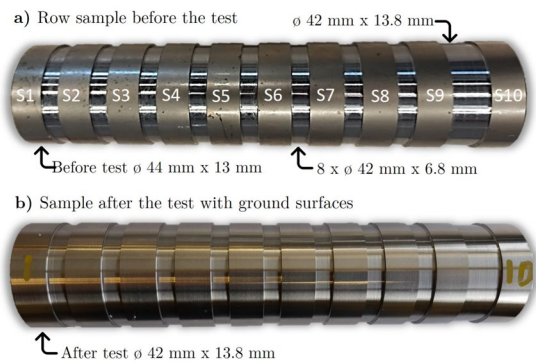 a) Row sample before the test
ø 42 mm x 13.8 mm
S1 S2 S3 S4 S5 S6 S7 S8 S9 S10
Before test ø 44 mm x 13 mm
8 x ø 42 mm x 6.8 mm
b) Sample after the test with ground surfaces
1 10
After test ø 42 mm x 13.8 mm